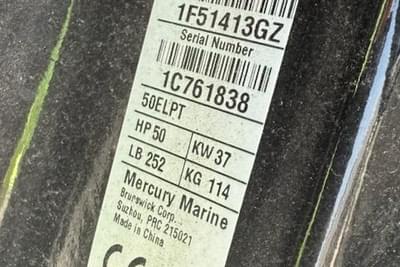 1F51413GZ
Serial Number
1C761838
50ELPT
HP 50 KW 37
LB 252 KG 114
Mercury Marine
Brunswick Corp...
Suzhou, PRC 215021
Made in China
CE